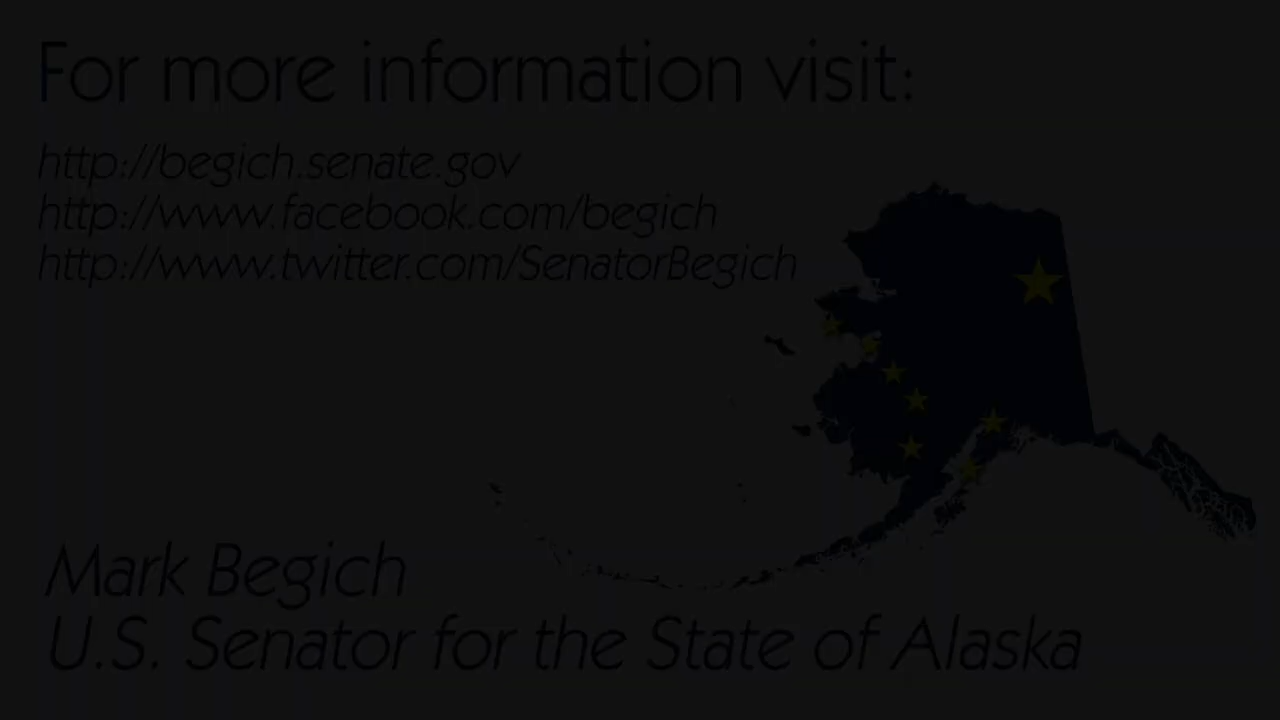 For more information visit:
http://begich.senate.gov
http://www.facebook.com/begich
http://www.twitter.com/SenatorBegich
Mark Begich
U.S. Senator for the State of Alaska